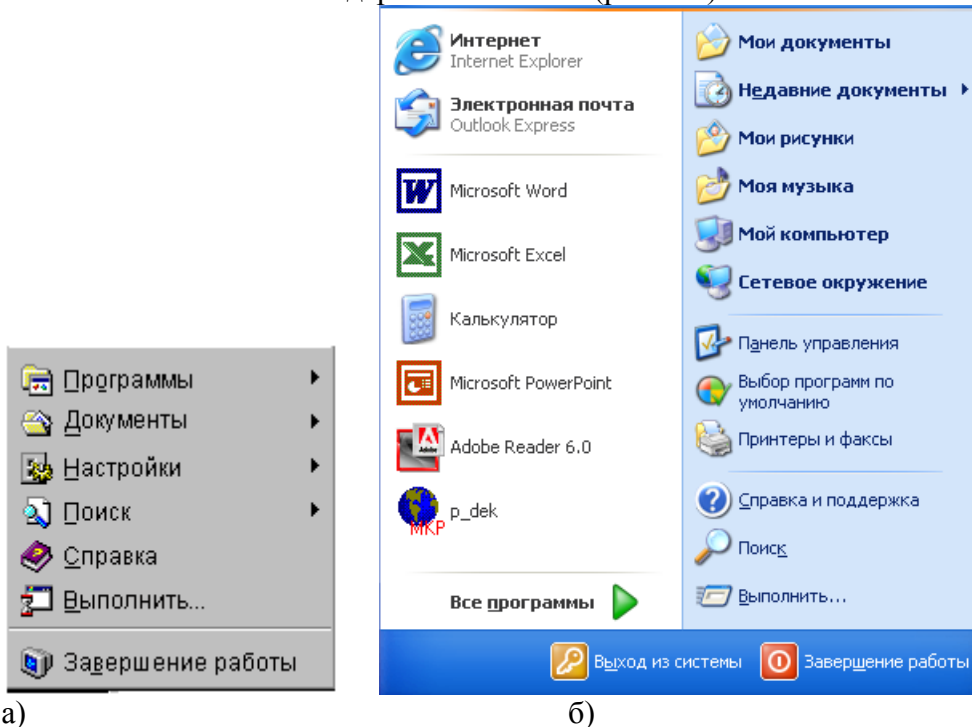 Программы
Документы
Настройки
Поиск
Справка
Выполнить...
Завершение работы
а)
Интернет
Internet Explorer
Электронная почта
Outlook Express
Microsoft Word
Microsoft Excel
Калькулятор
Microsoft PowerPoint
Adobe Reader 6.0
MKP
p_dek
Все программы
Мои документы
Недавние документы
Мои рисунки
Моя музыка
Мой компьютер
Сетевое окружение
Панель управления
Выбор программ по
умолчанию
Принтеры и факсы
Справка и поддержка
Поиск
Выполнить...
Выход из системы
Завершение работы
б)